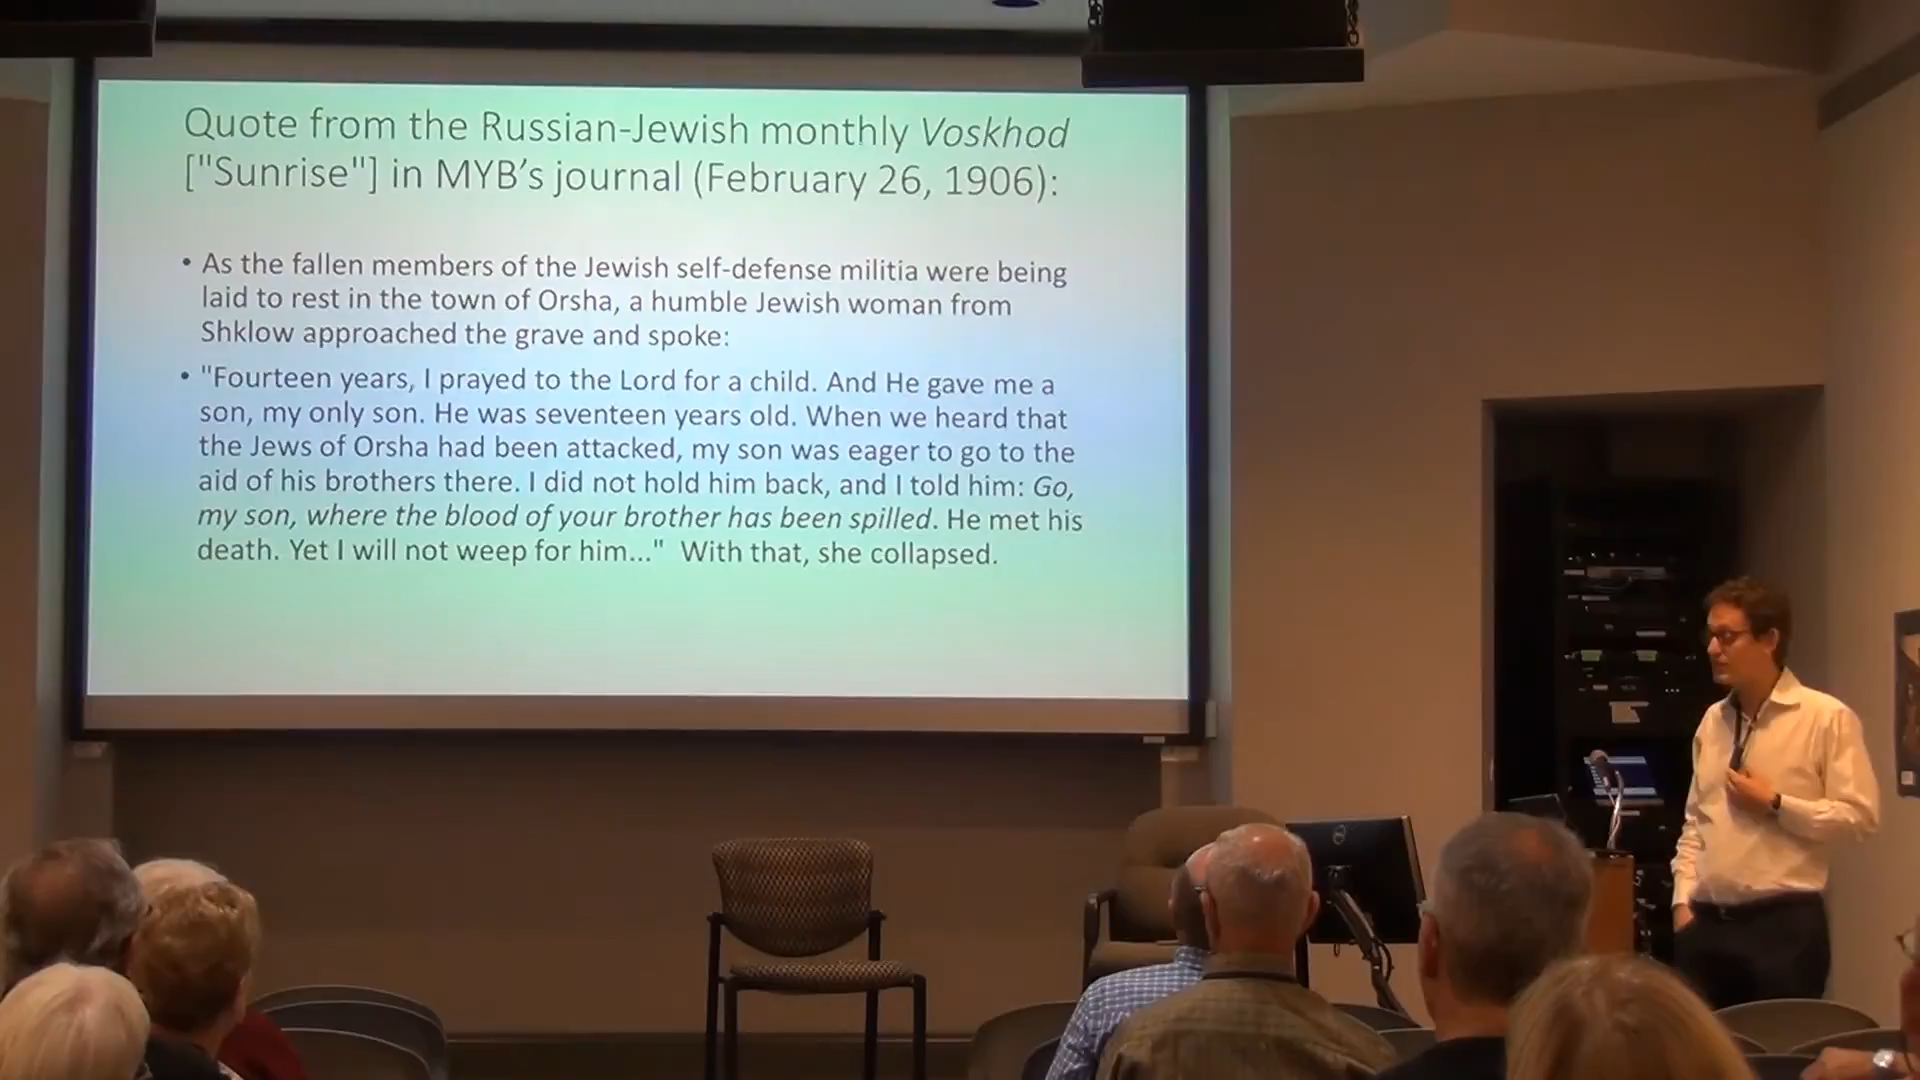 Quote from the Russian-Jewish monthly Voskhod
["Sunrise"] in MYB's journal (February 26, 1906):
• As the fallen members of the Jewish self-defense militia were being
laid to rest in the town of Orsha, a humble Jewish woman from
Shklow approached the grave and spoke:
• "Fourteen years, I prayed to the Lord for a child. And He gave me a
son, my only son. He was seventeen years old. When we heard that
the Jews of Orsha had been attacked, my son was eager to go to the
aid of his brothers there. I did not hold him back, and I told him: Go,
my son, where the blood of your brother has been spilled. He met his
death. Yet I will not weep for him..."  With that, she collapsed.